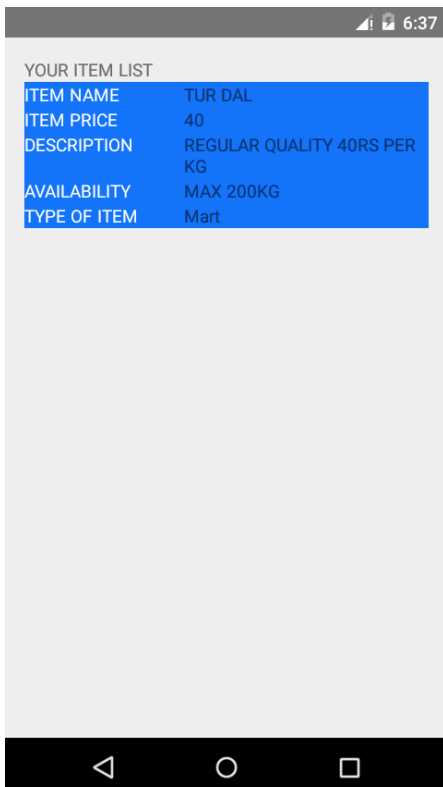 6:37
YOUR ITEM LIST
ITEM NAME TUR DAL
ITEM PRICE 40
DESCRIPTION REGULAR QUALITY 40RS PER
KG
AVAILABILITY MAX 200KG
TYPE OF ITEM Mart